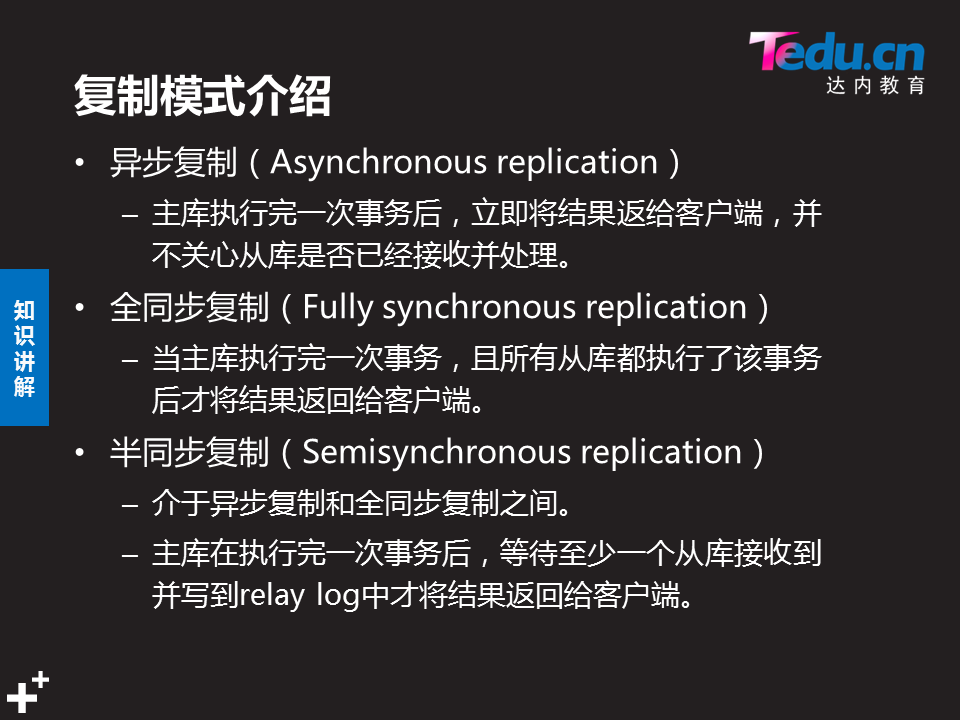 Tedu.cn
达内教育
复制模式介绍
• 异步复制（Asynchronous replication）
– 主库执行完一次事务后，立即将结果返给客户端，并
不关心从库是否已经接收并处理。
• 全同步复制（Fully synchronous replication）
– 当主库执行完一次事务，且所有从库都执行了该事务
后才将结果返回给客户端。
• 半同步复制（Semisynchronous replication）
– 介于异步复制和全同步复制之间。
– 主库在执行完一次事务后，等待至少一个从库接收到
并写到relay log中才将结果返回给客户端。
知
识
讲
解